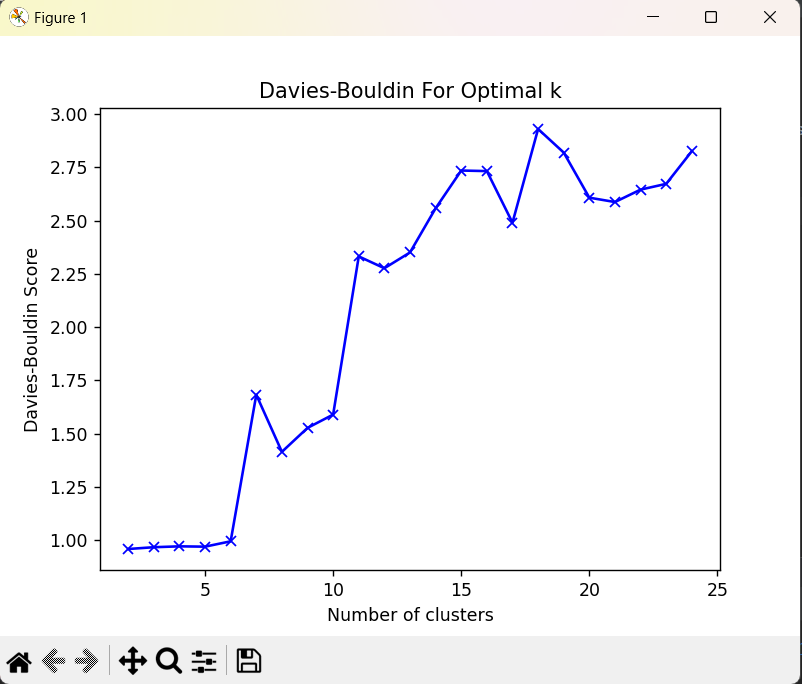 Figure 1
Davies-Bouldin For Optimal k
3.00
2.75
2.50
2.25
2.00
1.75
1.50
1.25
1.00
Davies-Bouldin Score
5 10 15 20 25
Number of clusters